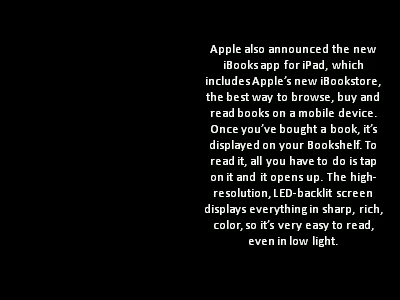 Apple also announced the new
iBooks app for iPad, which
includes Apple's new iBookstore,
the best way to browse, buy and
read books on a mobile device.
Once you've bought a book, it's
displayed on your Bookshelf. To
read it, all you have to do is tap
on it and it opens up. The high-
resolution, LED-backlit screen
displays everything in sharp, rich,
color, so it's very easy to read,
even in low light.